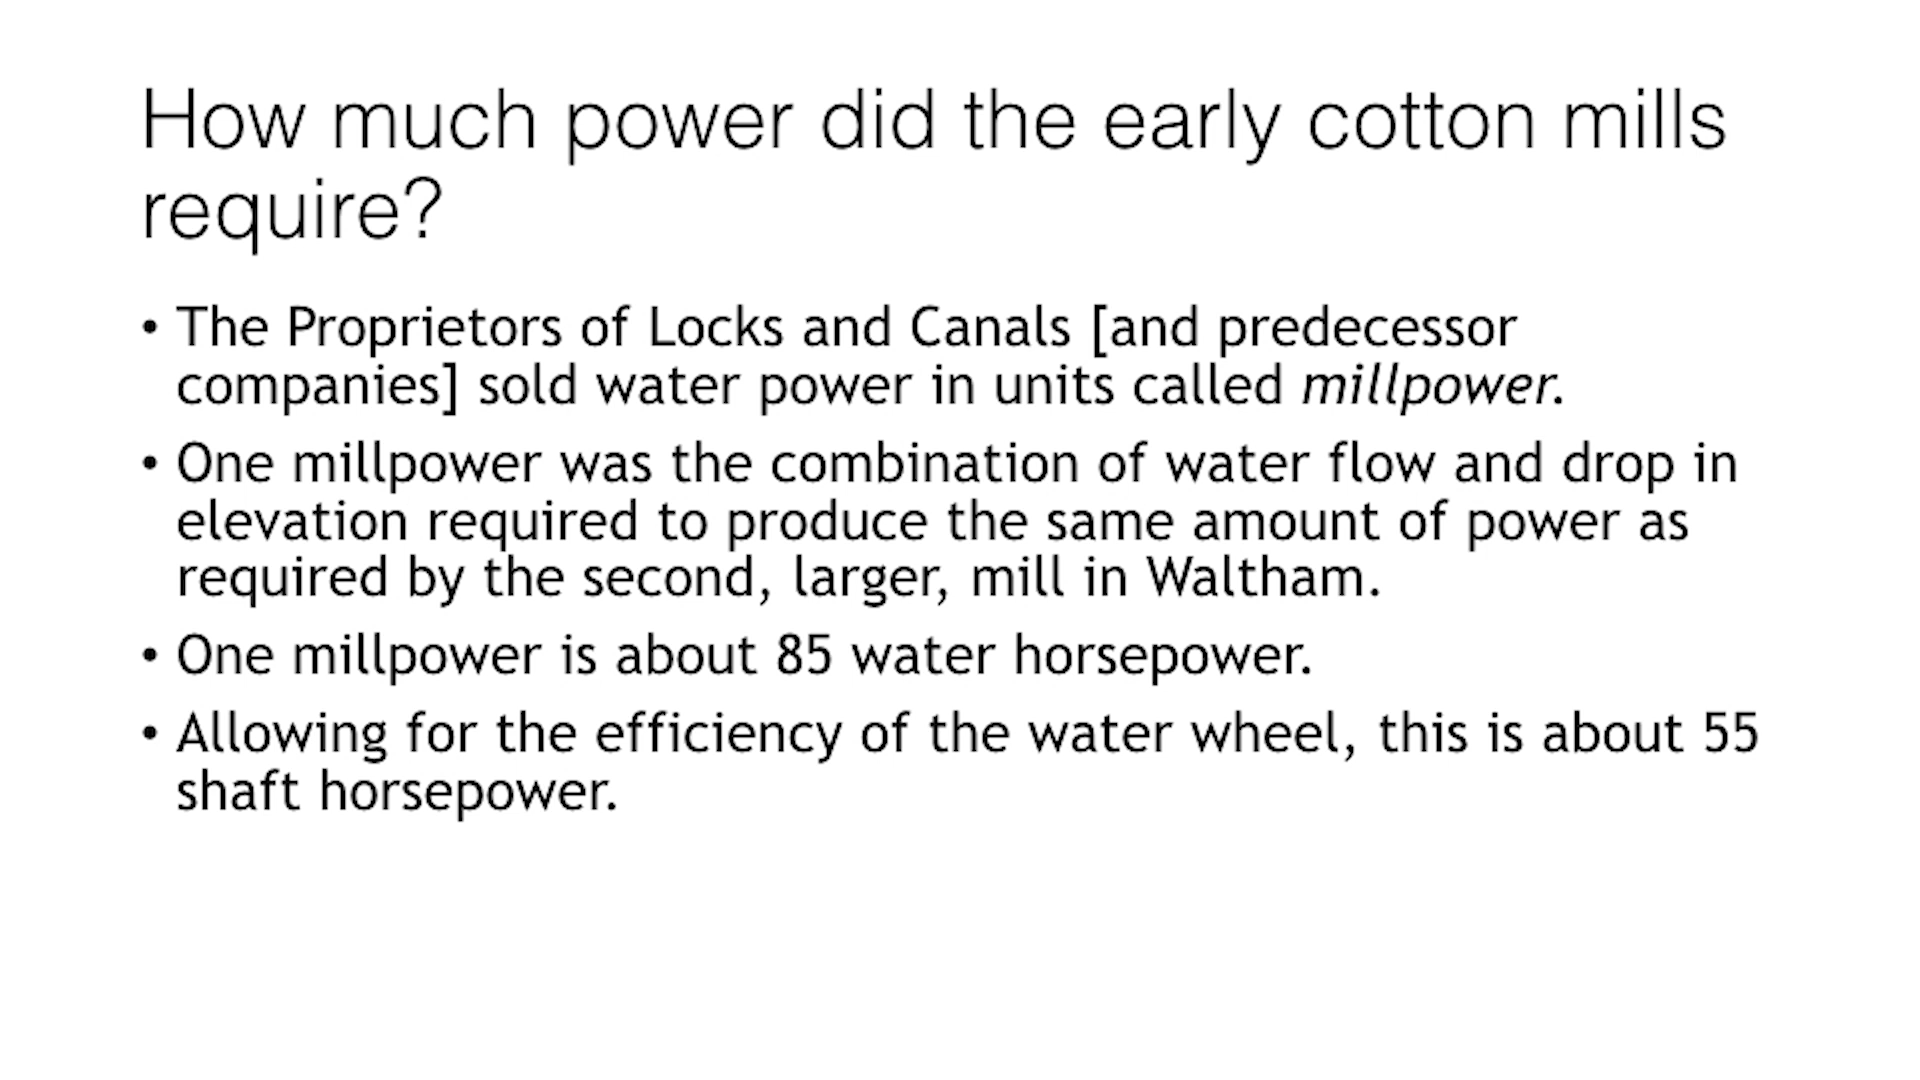 How much power did the early cotton mills
require?
• The Proprietors of Locks and Canals [and predecessor
companies] sold water power in units called millpower.
• One millpower was the combination of water flow and drop in
elevation required to produce the same amount of power as
required by the second, larger, mill in Waltham.
• One millpower is about 85 water horsepower.
• Allowing for the efficiency of the water wheel, this is about 55
shaft horsepower.